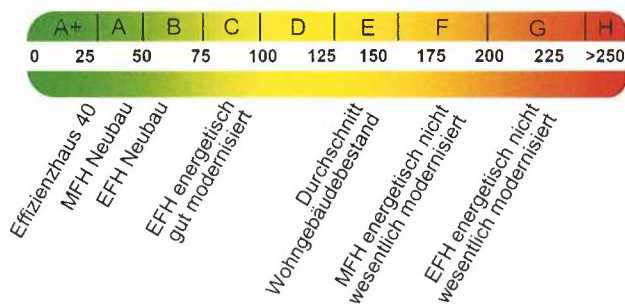 A+ A B C D E F G H
0 25 50 75 100 125 150 175 200 225 >250
Effizienzhaus 40
MFH Neubau
EFH Neubau
EFH energetisch
gut modernisiert
Durchschnitt
Wohngebäudebestand
MFH energetisch nicht
wesentlich modernisiert
EFH energetisch nicht
wesentlich modernisiert